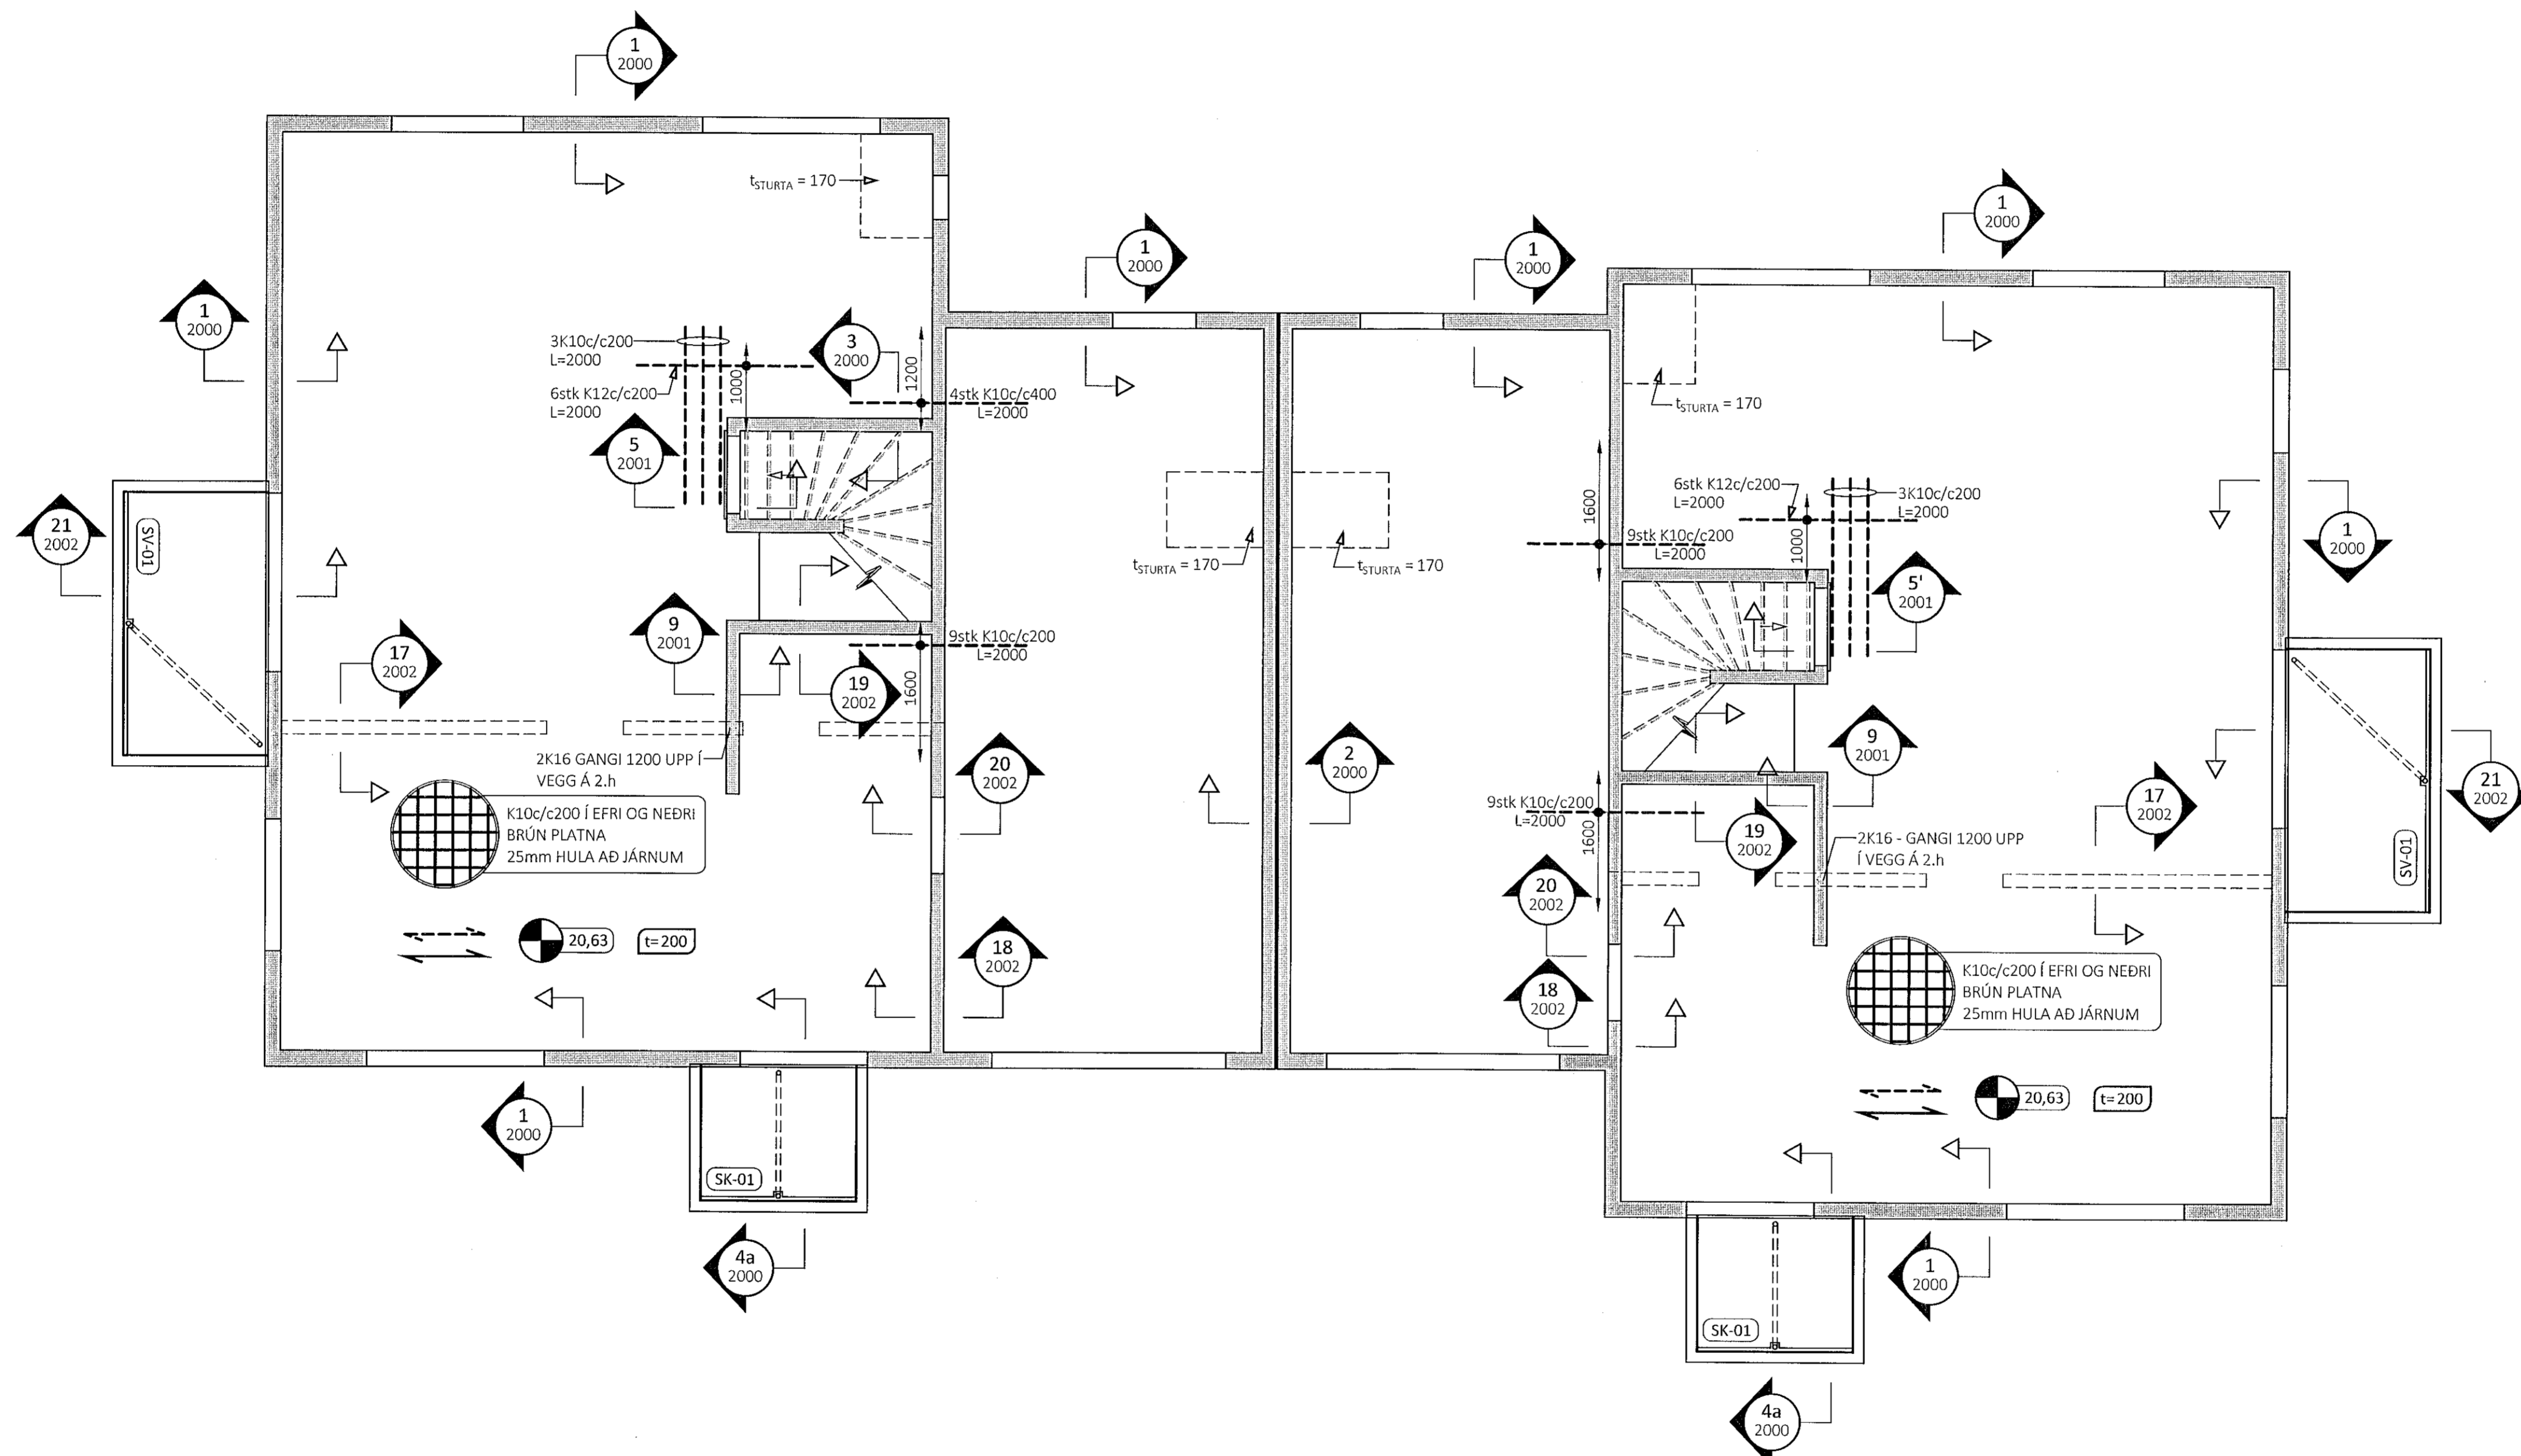 1
2000
1
2000
1
2000
1
2000
1
2000
tSTURTA = 170
1
2000
3K10c/c200
L=2000
6stk K12c/c200
L=2000
1000
3
2000
1200
4stk K10c/c400
L=2000
5
2001
21
2002
SV-01
tSTURTA = 170
tSTURTA = 170
tSTURTA = 170
1600
9stk K10c/c200
L=2000
6stk K12c/c200
L=2000
3K10c/c200
L=2000
1000
5'
2001
1
2000
9
2001
17
2002
19
2002
9stk K10c/c200
L=2000
1600
2K16 GANGI 1200 UPP Í
VEGG Á 2.h
20
2002
2
2000
9
2001
17
2002
21
2002
K10c/c200 Í EFRI OG NEÐRI
BRÚN PLATNA
25mm HULA AÐ JÁRNUM
9stk K10c/c200
L=2000
1600
19
2002
2K16 - GANGI 1200 UPP
Í VEGG Á 2.h
SV-01
20
2002
20,63
t=200
18
2002
18
2002
K10c/c200 Í EFRI OG NEÐRI
BRÚN PLATNA
25mm HULA AÐ JÁRNUM
20,63
t=200
1
2000
SK-01
4a
2000
1
2000
SK-01
4a
2000